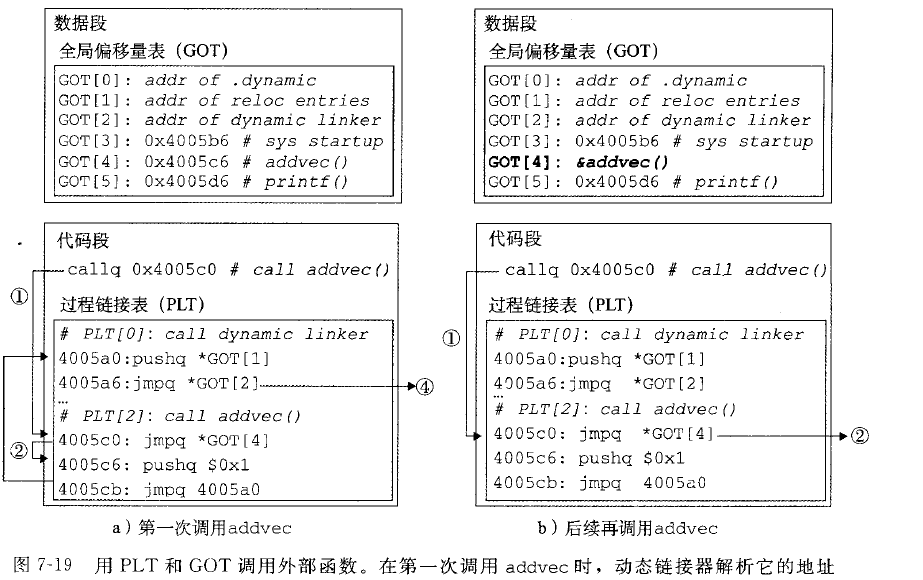 数据段
全局偏移量表（GOT）
GOT[0]: addr of .dynamic
GOT[1]: addr of reloc entries
GOT[2]: addr of dynamic linker
GOT[3]: 0x4005b6 # sys startup
GOT[4]: 0x4005c6 # addvec()
GOT[5]: 0x4005d6 # printf()
代码段
callq 0x4005c0 # call addvec()
①
过程链接表（PLT）
# PLT[0]: call dynamic linker
4005a0:pushq *GOT[1]
4005a6:jmpq *GOT[2]
④
…
# PLT[2]: call addvec()
4005c0: jmpq *GOT[4]
②
4005c6: pushq $0x1
4005cb: jmpq 4005a0
a）第一次调用addvec
数据段
全局偏移量表（GOT）
GOT[0]: addr of .dynamic
GOT[1]: addr of reloc entries
GOT[2]: addr of dynamic linker
GOT[3]: 0x4005b6 # sys startup
GOT[4]: &addvec()
GOT[5]: 0x4005d6 # printf()
代码段
callq 0x4005c0 # call addvec()
①
过程链接表（PLT）
# PLT[0]: call dynamic linker
4005a0:pushq *GOT[1]
4005a6:jmpq *GOT[2]
…
# PLT[2]: call addvec()
4005c0: jmpq *GOT[4]
②
4005c6: pushq $0x1
4005cb: jmpq 4005a0
b）后续再调用addvec
图 7-19 用 PLT 和 GOT 调用外部函数。在第一次调用 addvec 时，动态链接器解析它的地址